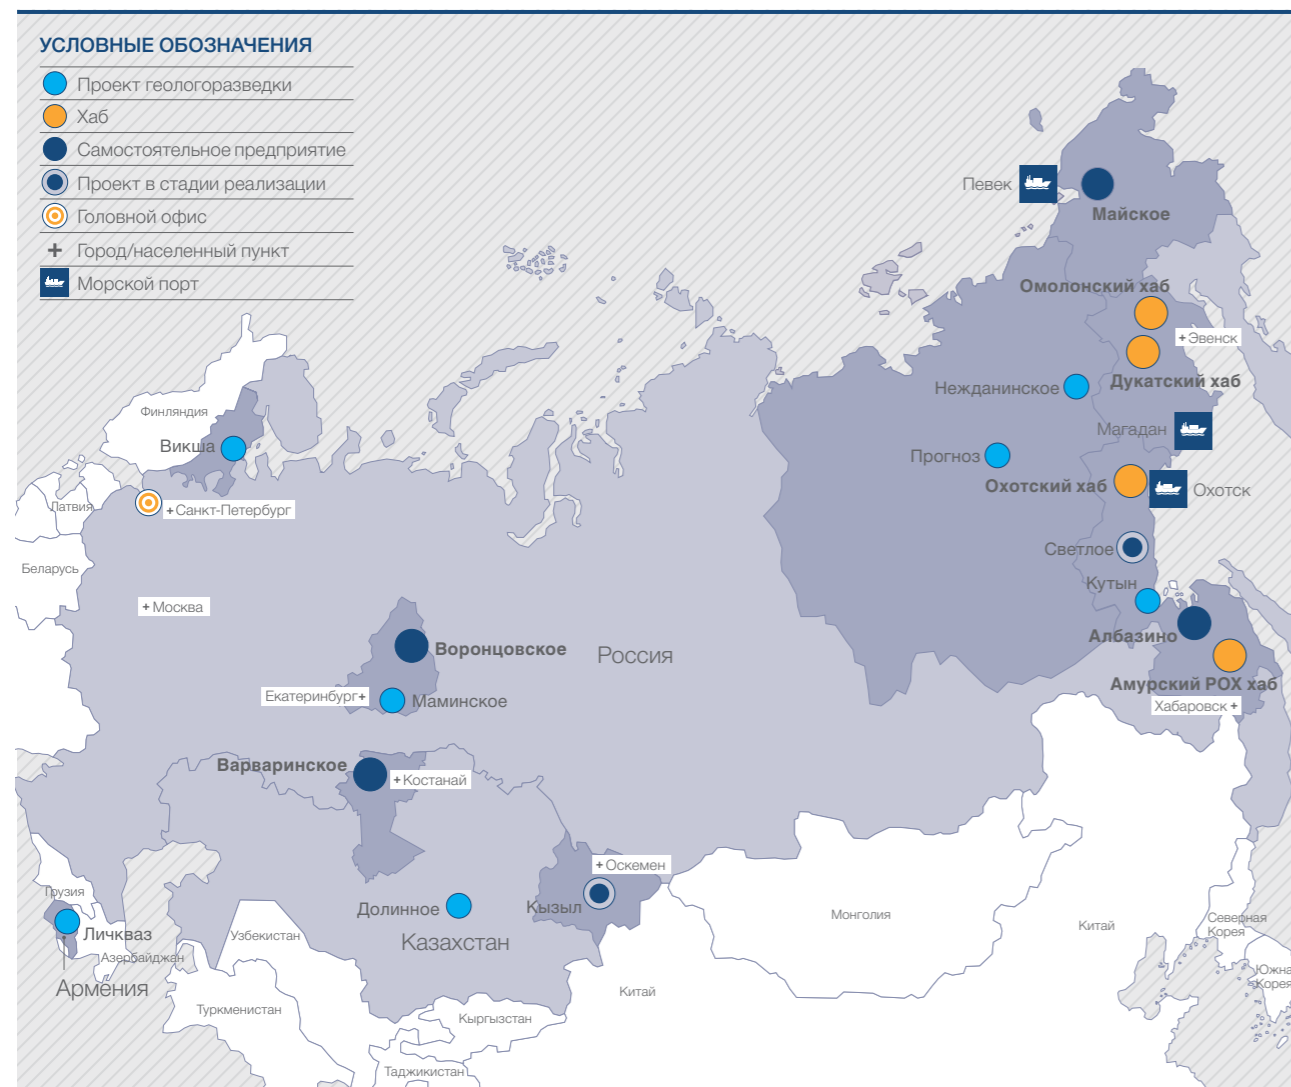 УСЛОВНЫЕ ОБОЗНАЧЕНИЯ
Проект геологоразведки
Хаб
Самостоятельное предприятие
Проект в стадии реализации
Головной офис
+ Город/населенный пункт
Морской порт
Певек
Майское
Омолонский хаб
+Эвенск
Дукатский хаб
Нежданинское
Магадан
Прогноз
Охотский хаб
Охотск
Светлое
Кутын
Албазино
Амурский РОХ хаб
Хабаровск +
Финляндия
Викша
Латвия
+Санкт-Петербург
Беларусь
+ Москва
Воронцовское
Россия
Екатеринбург+
Маминское
Варваринское
+Костанай
+Оскемен
Кызыл
Долинное
Казахстан
Грузия
Личкваз
Азербайджан
Армения
Узбекистан
Туркменистан
Кыргызстан
Таджикистан
Китай
Монголия
Китай
Северная
Корея
Южна
Корея